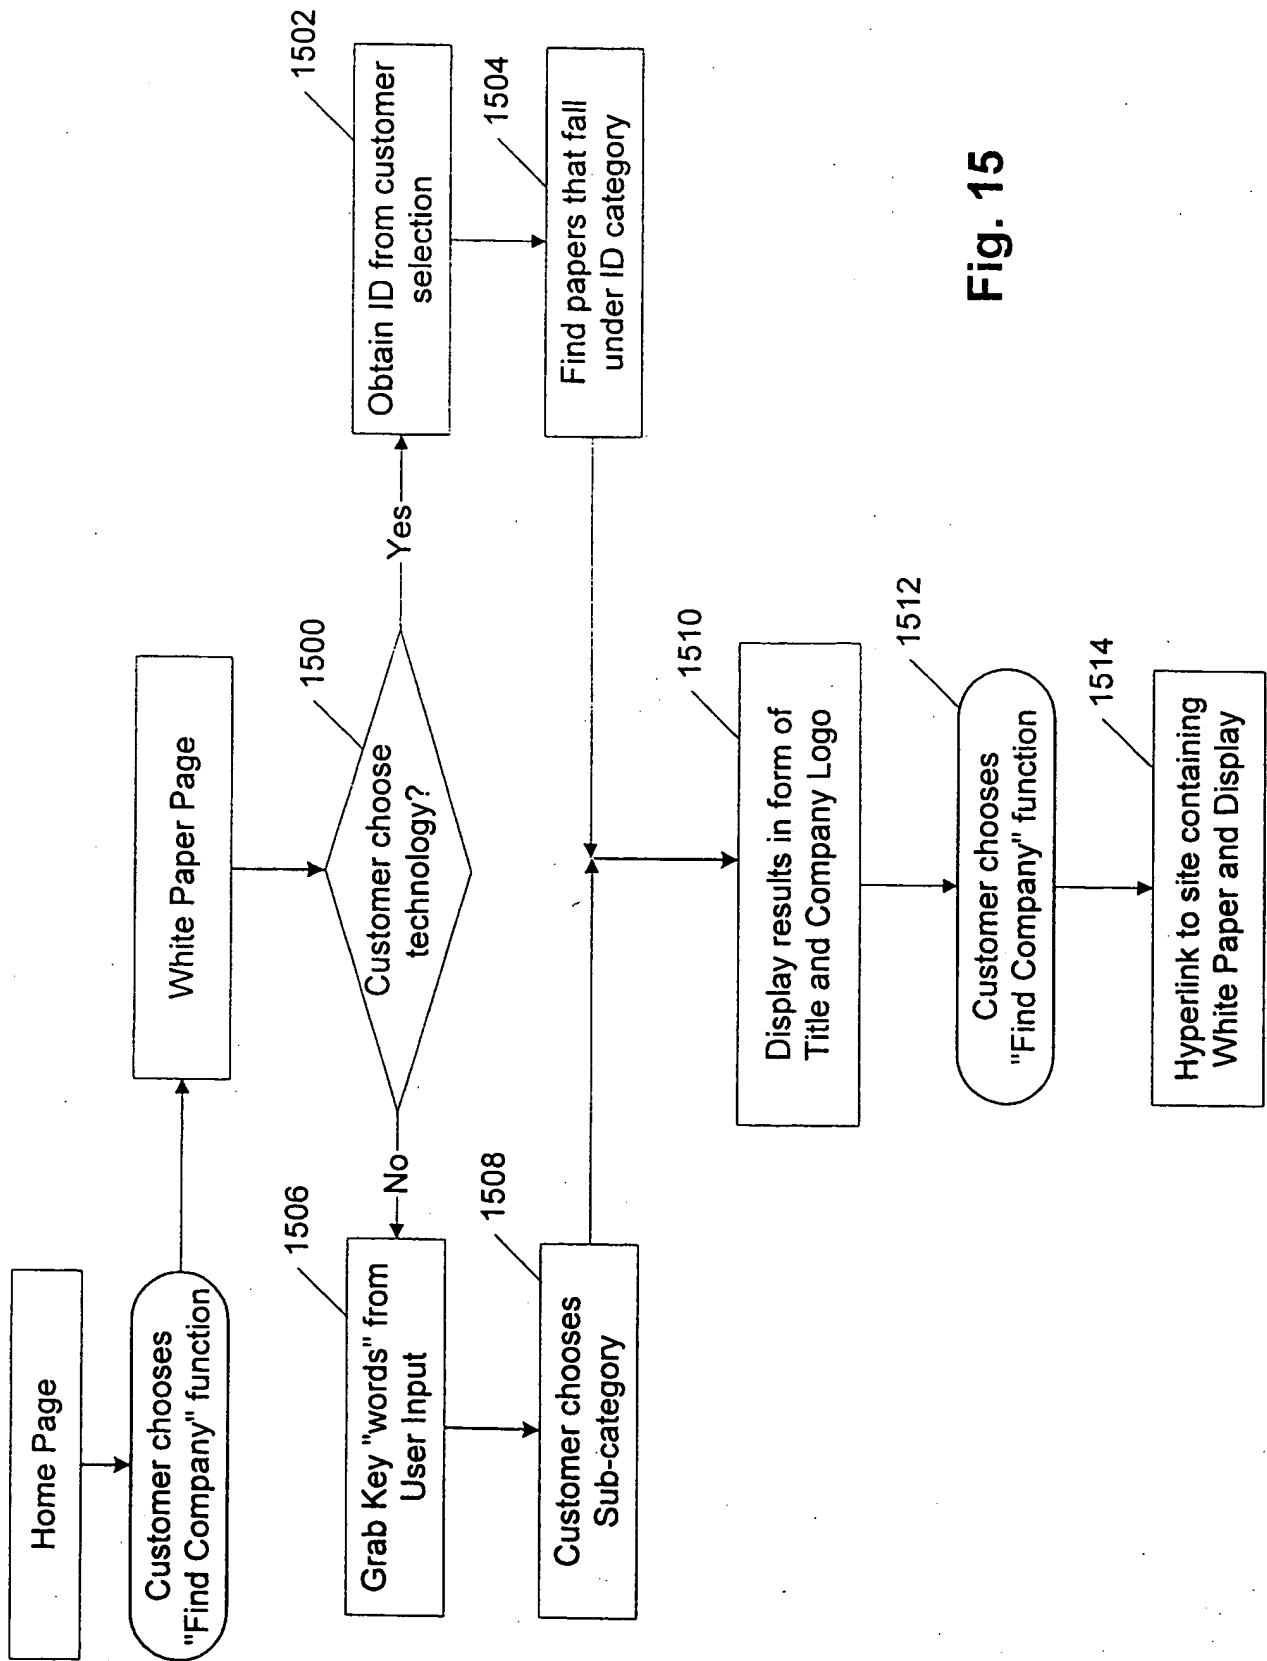 Home Page
Customer chooses
"Find Company" function
White Paper Page
1500
Customer choose
technology?
Yes
No
1502
Obtain ID from customer
selection
1504
Find papers that fall
under ID category
1506
Grab Key "words" from
User Input
1508
Customer chooses
Sub-category
1510
Display results in form of
Title and Company Logo
1512
Customer chooses
"Find Company" function
1514
Hyperlink to site containing
White Paper and Display
Fig. 15